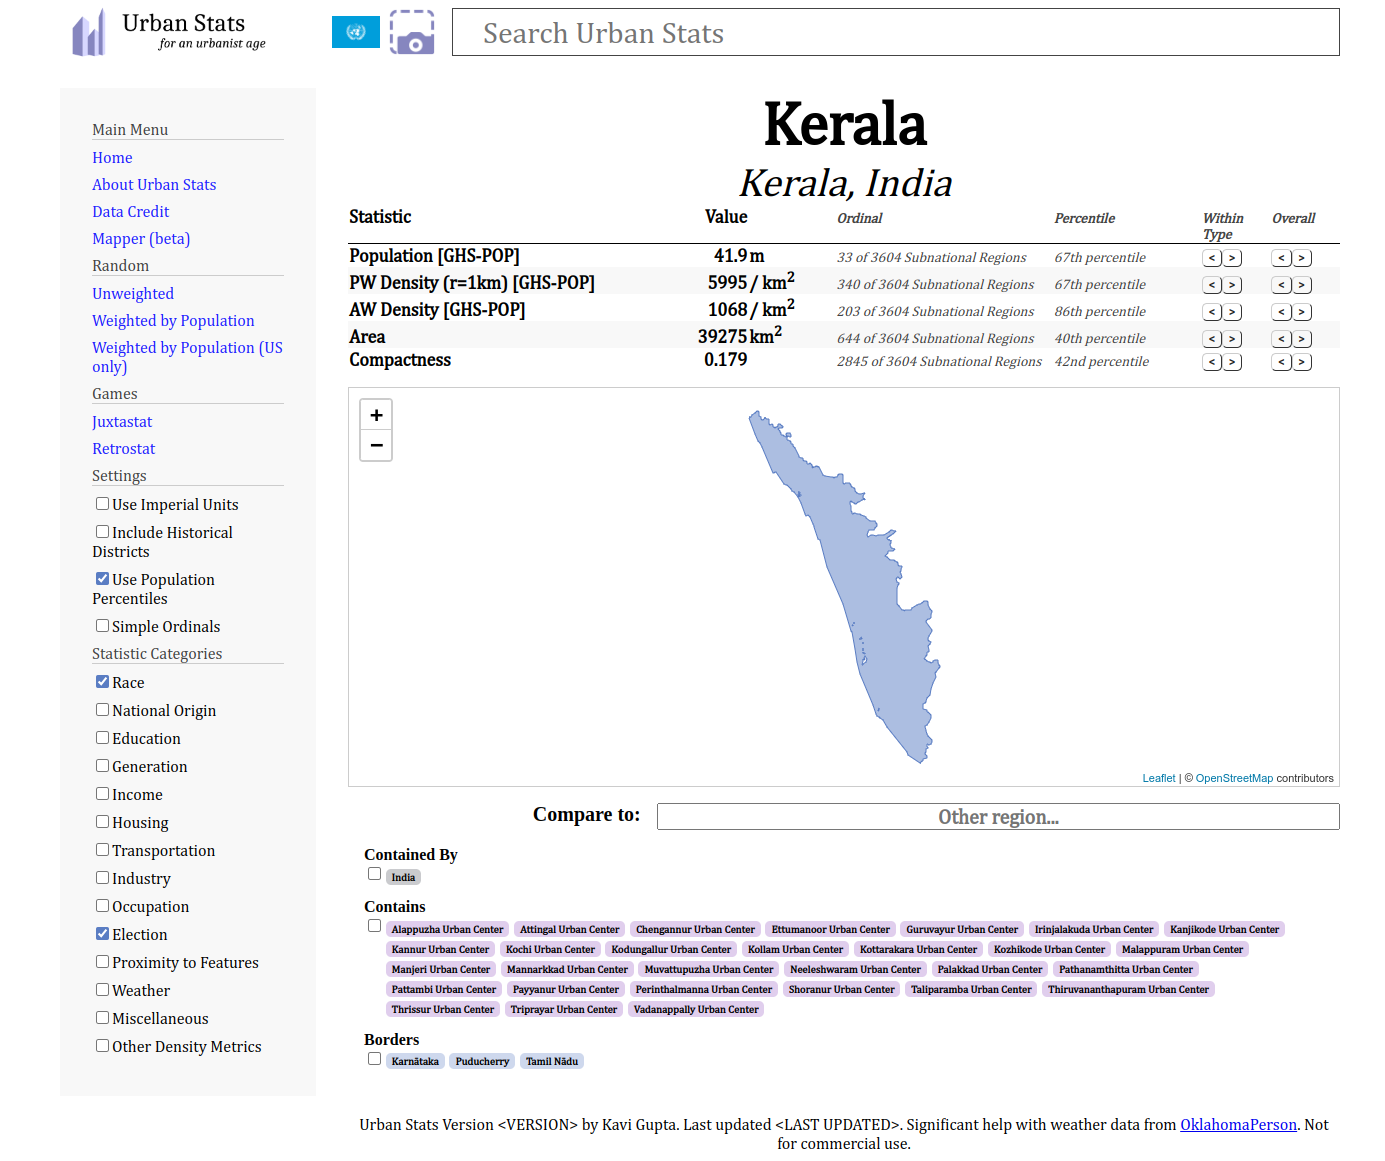 Urban Stats
for an urbanist age
Search Urban Stats
Main Menu
Home
About Urban Stats
Data Credit
Mapper (beta)
Random
Unweighted
Weighted by Population
Weighted by Population (US
only)
Games
Juxtastat
Retrostat
Settings
Use Imperial Units
Include Historical
Districts
Use Population
Percentiles
Simple Ordinals
Statistic Categories
Race
National Origin
Education
Generation
Income
Housing
Transportation
Industry
Occupation
Election
Proximity to Features
Weather
Miscellaneous
Other Density Metrics
Kerala
Kerala, India
Statistic Value Ordinal Percentile Within Type Overall
Population [GHS-POP] 41.9 m 33 of 3604 Subnational Regions 67th percentile < > < >
PW Density (r=1km) [GHS-POP] 5995 / km² 340 of 3604 Subnational Regions 67th percentile < > < >
AW Density [GHS-POP] 1068 / km² 203 of 3604 Subnational Regions 86th percentile < > < >
Area 39275 km² 644 of 3604 Subnational Regions 40th percentile < > < >
Compactness 0.179 2845 of 3604 Subnational Regions 42nd percentile < > < >
+
−
Leaflet | © OpenStreetMap contributors
Compare to: Other region...
Contained By
India
Contains
Alappuzha Urban Center Attingal Urban Center Chengannur Urban Center Ettumanoor Urban Center Guruvayur Urban Center Irinjalakuda Urban Center Kanjikode Urban Center
Kannur Urban Center Kochi Urban Center Kodungallur Urban Center Kollam Urban Center Kottarakara Urban Center Kozhikode Urban Center Malappuram Urban Center
Manjeri Urban Center Mannarkkad Urban Center Muvattupuzha Urban Center Neeleshwaram Urban Center Palakkad Urban Center Pathanamthitta Urban Center
Pattambi Urban Center Payyanur Urban Center Perinthalmanna Urban Center Shoranur Urban Center Taliparamba Urban Center Thiruvananthapuram Urban Center
Thrissur Urban Center Triprayar Urban Center Vadanappally Urban Center
Borders
Karnātaka Puducherry Tamil Nādu
Urban Stats Version <VERSION> by Kavi Gupta. Last updated <LAST UPDATED>. Significant help with weather data from OklahomaPerson. Not
for commercial use.